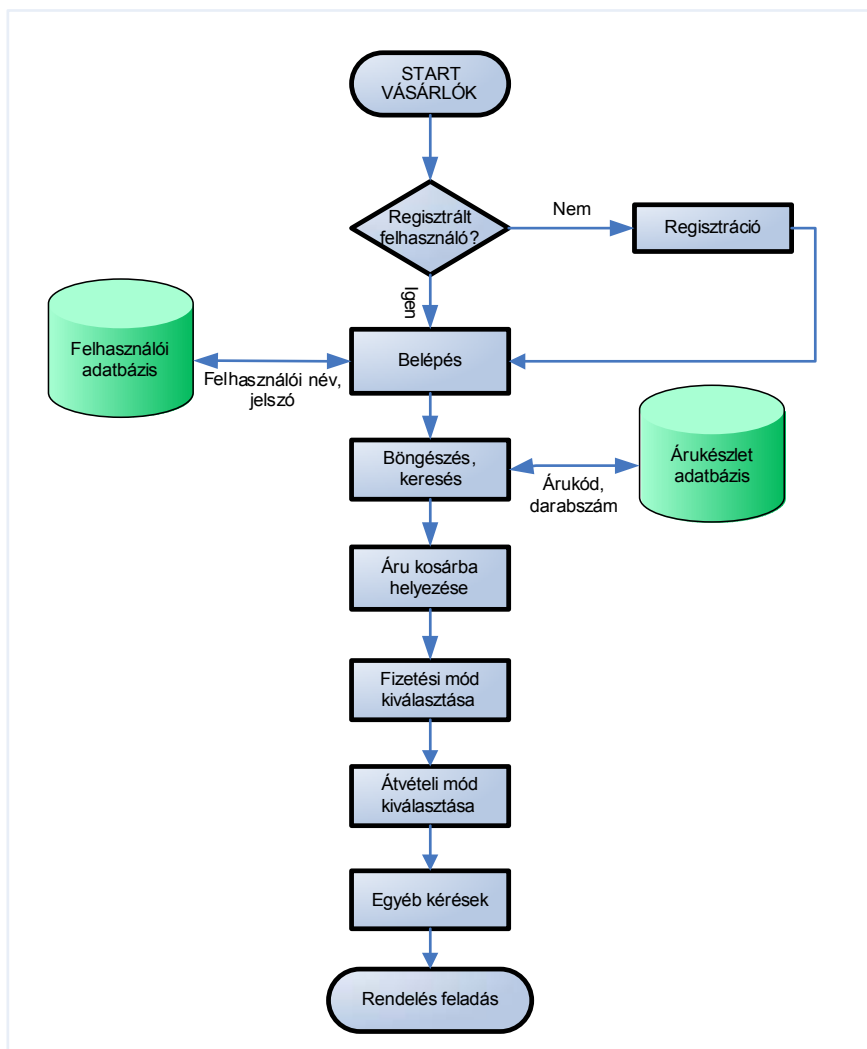 START
VÁSÁRLÓK
Regisztrált
felhasználó?
Nem
Regisztráció
Igen
Felhasználói
adatbázis
Felhasználói név,
jelszó
Belépés
Böngészés,
keresés
Árukód,
darabszám
Árukészlet
adatbázis
Áru kosárba
helyezése
Fizetési mód
kiválasztása
Átvételi mód
kiválasztása
Egyéb kérések
Rendelés feladás